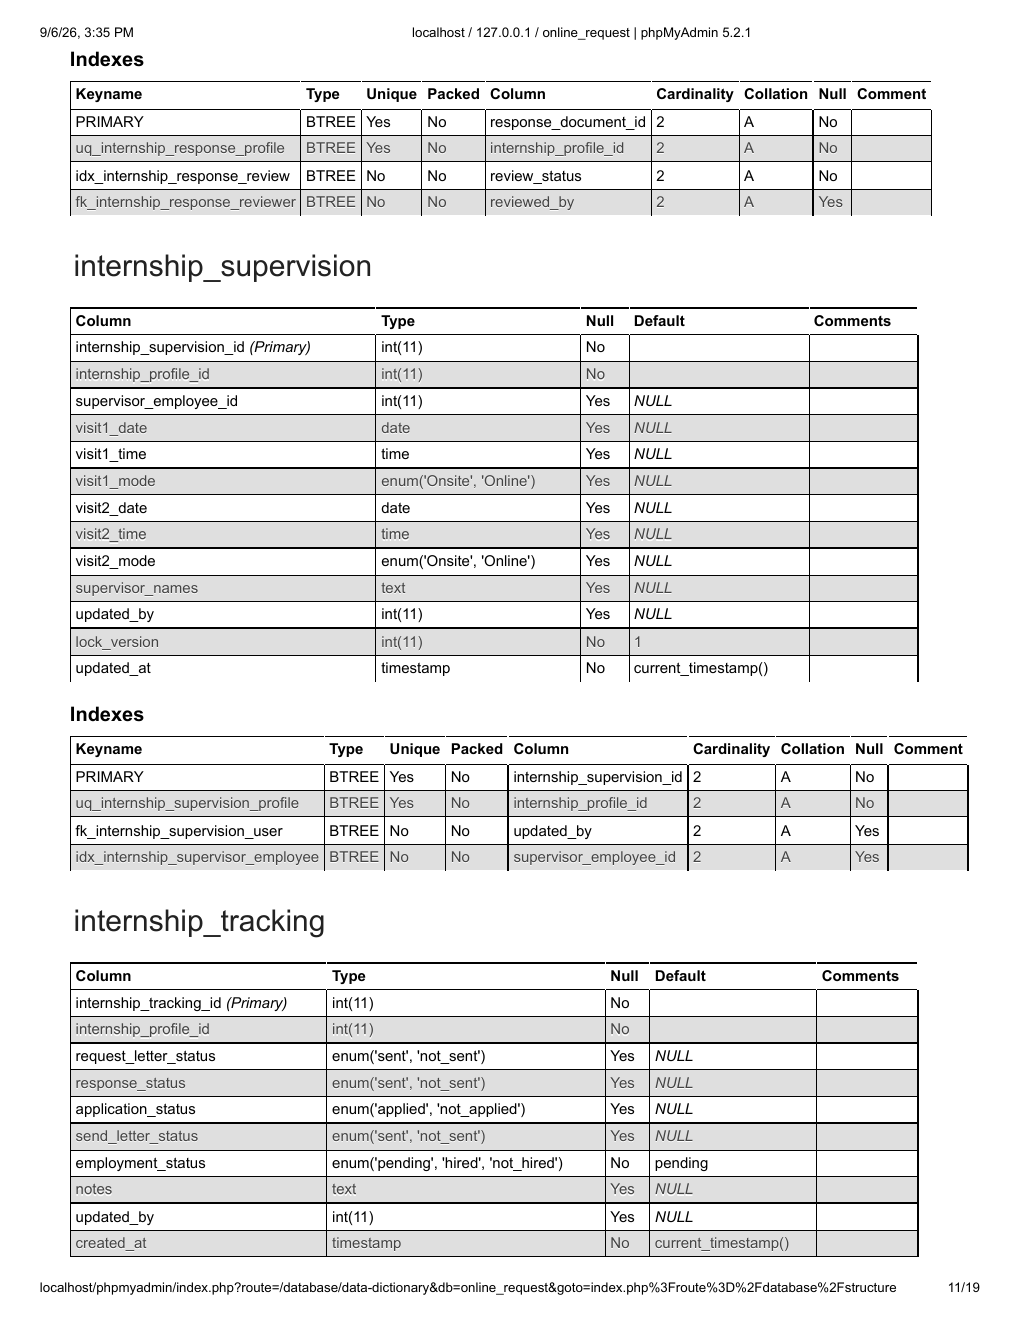 9/6/26, 3:35 PM localhost / 127.0.0.1 / online_request | phpMyAdmin 5.2.1
Indexes
Keyname Type Unique Packed Column Cardinality Collation Null Comment
PRIMARY BTREE Yes No response_document_id 2 A No
uq_internship_response_profile BTREE Yes No internship_profile_id 2 A No
idx_internship_response_review BTREE No No review_status 2 A No
fk_internship_response_reviewer BTREE No No reviewed_by 2 A Yes
internship_supervision
Column Type Null Default Comments
internship_supervision_id (Primary) int(11) No
internship_profile_id int(11) No
supervisor_employee_id int(11) Yes NULL
visit1_date date Yes NULL
visit1_time time Yes NULL
visit1_mode enum('Onsite', 'Online') Yes NULL
visit2_date date Yes NULL
visit2_time time Yes NULL
visit2_mode enum('Onsite', 'Online') Yes NULL
supervisor_names text Yes NULL
updated_by int(11) Yes NULL
lock_version int(11) No 1
updated_at timestamp No current_timestamp()
Indexes
Keyname Type Unique Packed Column Cardinality Collation Null Comment
PRIMARY BTREE Yes No internship_supervision_id 2 A No
uq_internship_supervision_profile BTREE Yes No internship_profile_id 2 A No
fk_internship_supervision_user BTREE No No updated_by 2 A Yes
idx_internship_supervisor_employee BTREE No No supervisor_employee_id 2 A Yes
internship_tracking
Column Type Null Default Comments
internship_tracking_id (Primary) int(11) No
internship_profile_id int(11) No
request_letter_status enum('sent', 'not_sent') Yes NULL
response_status enum('sent', 'not_sent') Yes NULL
application_status enum('applied', 'not_applied') Yes NULL
send_letter_status enum('sent', 'not_sent') Yes NULL
employment_status enum('pending', 'hired', 'not_hired') No pending
notes text Yes NULL
updated_by int(11) Yes NULL
created_at timestamp No current_timestamp()
localhost/phpmyadmin/index.php?route=/database/data-dictionary&db=online_request&goto=index.php%3Froute%3D%2Fdatabase%2Fstructure 11/19